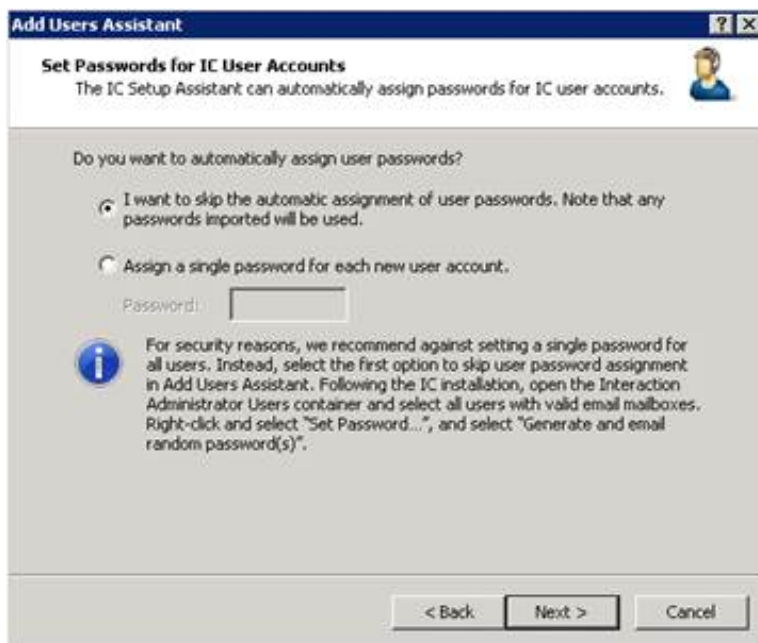 Add Users Assistant
Set Passwords for IC User Accounts
The IC Setup Assistant can automatically assign passwords for IC user accounts.
Do you want to automatically assign user passwords?
I want to skip the automatic assignment of user passwords. Note that any
passwords imported will be used.
Assign a single password for each new user account.
Password:
For security reasons, we recommend against setting a single password for
all users. Instead, select the first option to skip user password assignment
in Add Users Assistant. Following the IC installation, open the Interaction
Administrator Users container and select all users with valid email mailboxes.
Right-click and select "Set Password...", and select "Generate and email
random password(s)".
< Back Next > Cancel